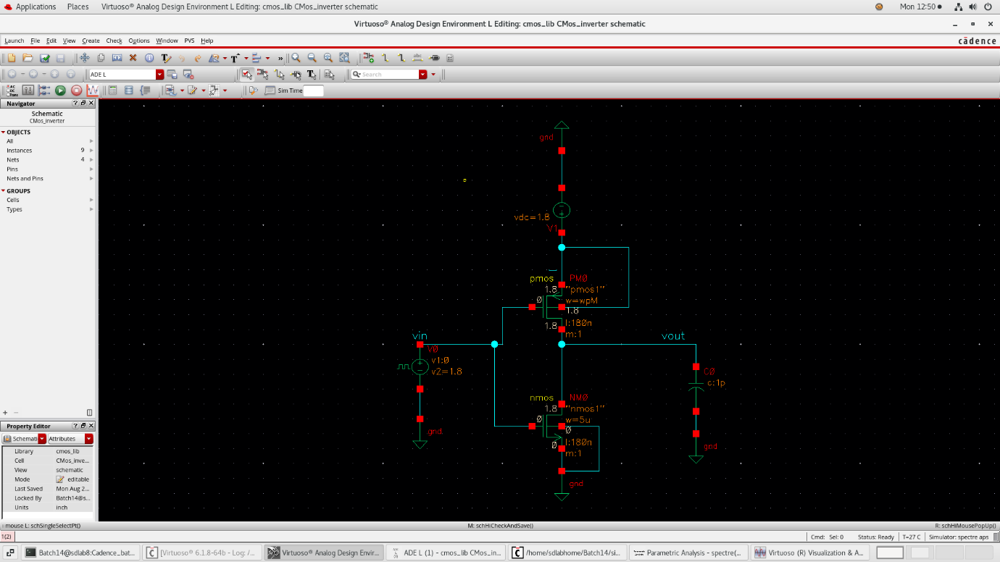 Applications Places Virtuoso® Analog Design Environment L Editing: cmos_lib CMos_inverter schematic Mon 12:50
Virtuoso® Analog Design Environment L Editing: cmos_lib CMos_inverter schematic
Launch File Edit View Create Check Options Window PVS Help cādence
ADE L Search
Sim Time
Navigator
Schematic
CMos_inverter
OBJECTS
All
Instances 9
Nets 4
Pins
Nets and Pins
GROUPS
Cells
Types
Property Editor
Schemati Attributes
Library cmos_lib
Cell CMos_inve...
View schematic
Mode editable
Last Saved Mon Aug 2...
Locked By Batch14@s...
Units inch
gnd
vdc=1.8
V1
pmos PM0
1.8 "pmos1"
0 w=wpM
1.8
l:180n
1.8 m:1
vin
V0
v1:0
v2=1.8
gnd
vout
C0
c:1p
gnd
nmos NM0
1.8 "nmos1"
0 w=5u
0
l:180n
0 m:1
gnd
mouse L: schSingleSelectPt() M: schHiCheckAndSave() R: schHiMousePopUp()
1(2) Cmd: Sel: 0 Status: Ready T=27 C Simulator: spectre aps
Batch14@sdlab8:Cadence_bat... [Virtuoso® 6.1.8-64b - Log: /... Virtuoso® Analog Design Envir... ADE L (1) - cmos_lib CMos_in... /home/sdlabhome/Batch14/si... Parametric Analysis - spectre(... Virtuoso (R) Visualization & A...